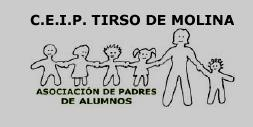 C.E.I.P. TIRSO DE MOLINA
ASOCIACIÓN DE PADRES
DE ALUMNOS